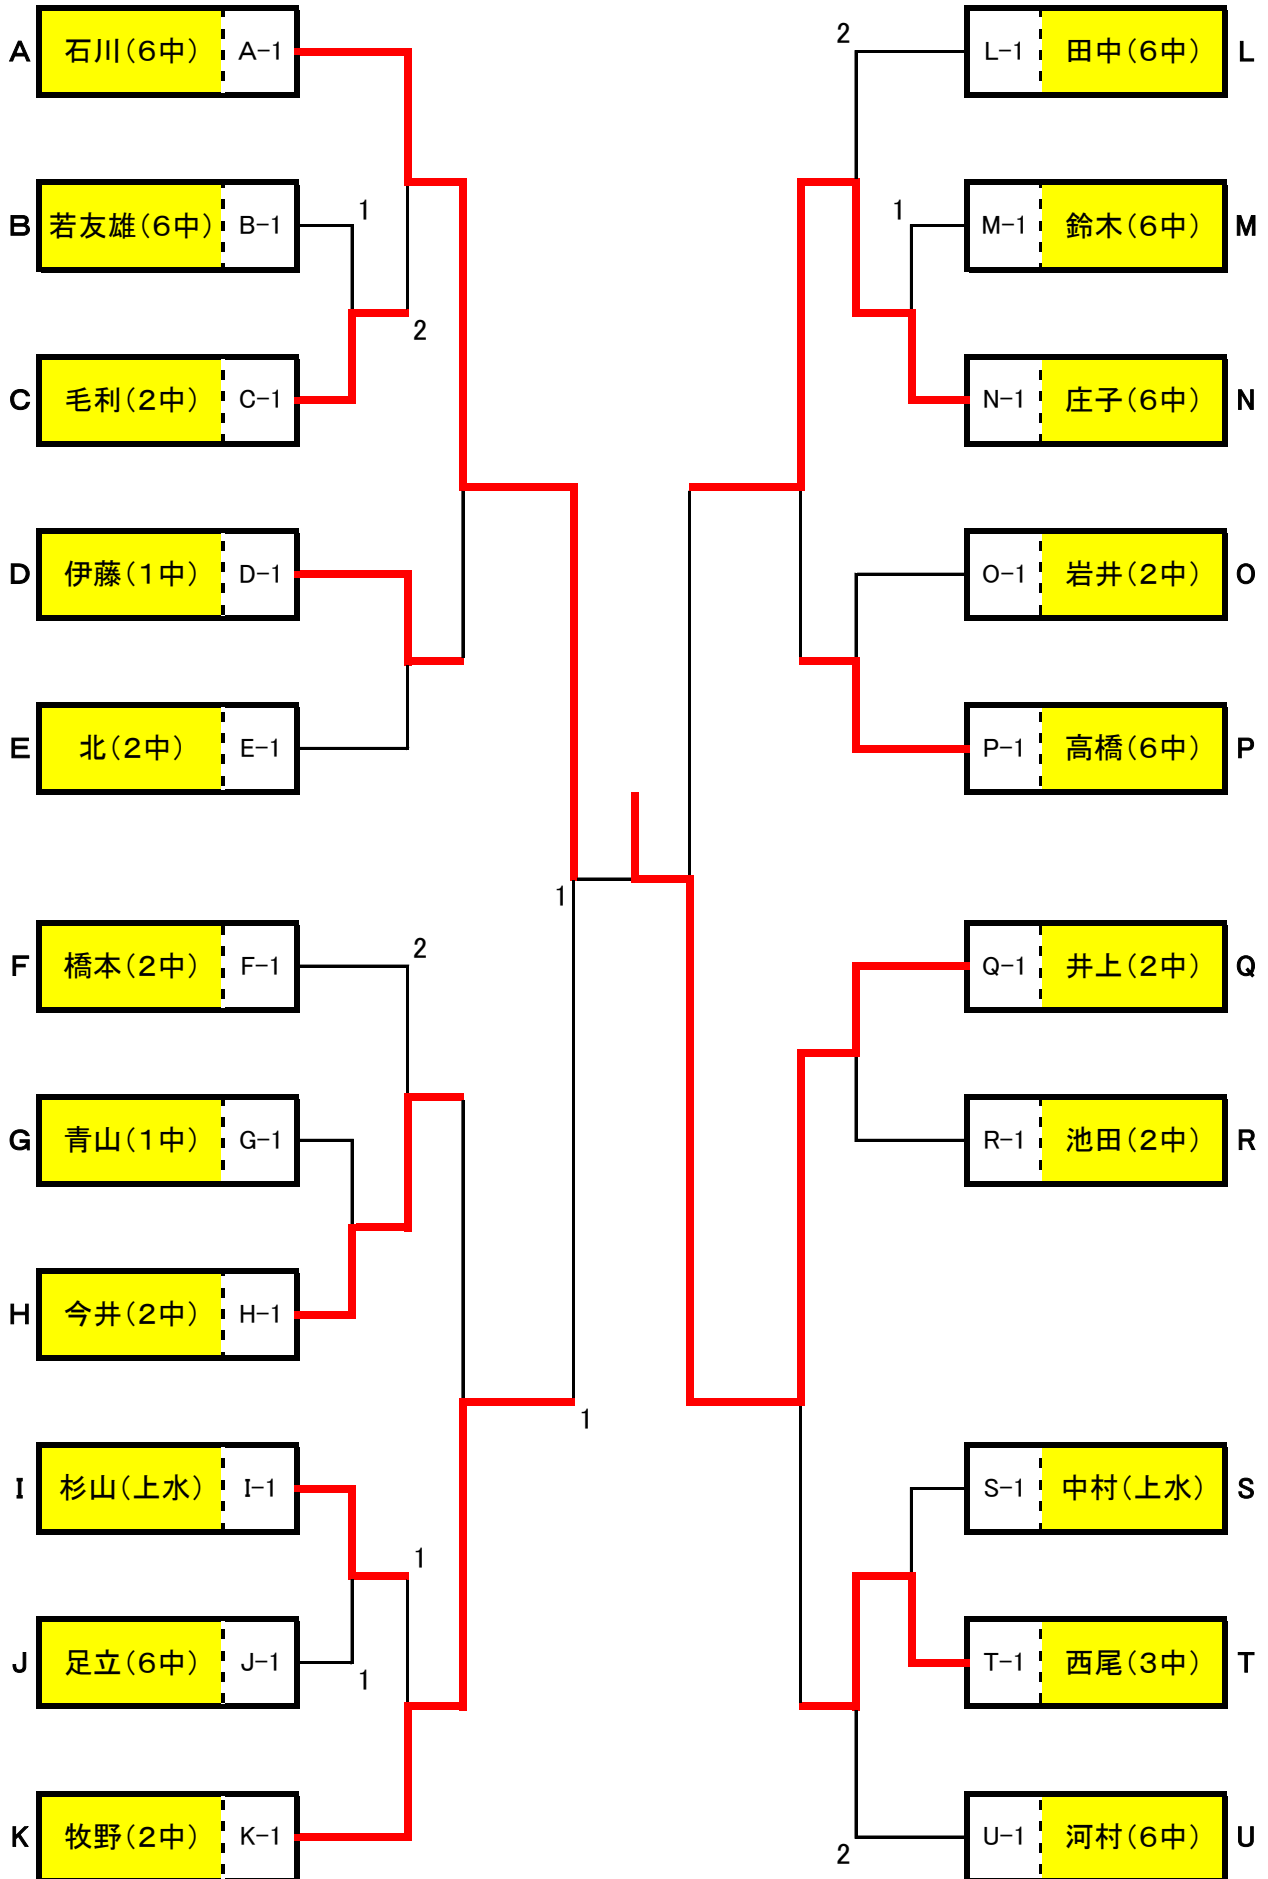 A 石川(6中) A-1
2
L-1 田中(6中) L
B 若友雄(6中) B-1
1
1
M-1 鈴木(6中) M
2
C 毛利(2中) C-1
N-1 庄子(6中) N
D 伊藤(1中) D-1
O-1 岩井(2中) O
E 北(2中) E-1
P-1 高橋(6中) P
1
F 橋本(2中) F-1
2
Q-1 井上(2中) Q
G 青山(1中) G-1
R-1 池田(2中) R
H 今井(2中) H-1
1
I 杉山(上水) I-1
S-1 中村(上水) S
1
J 足立(6中) J-1
1
T-1 西尾(3中) T
K 牧野(2中) K-1
2
U-1 河村(6中) U